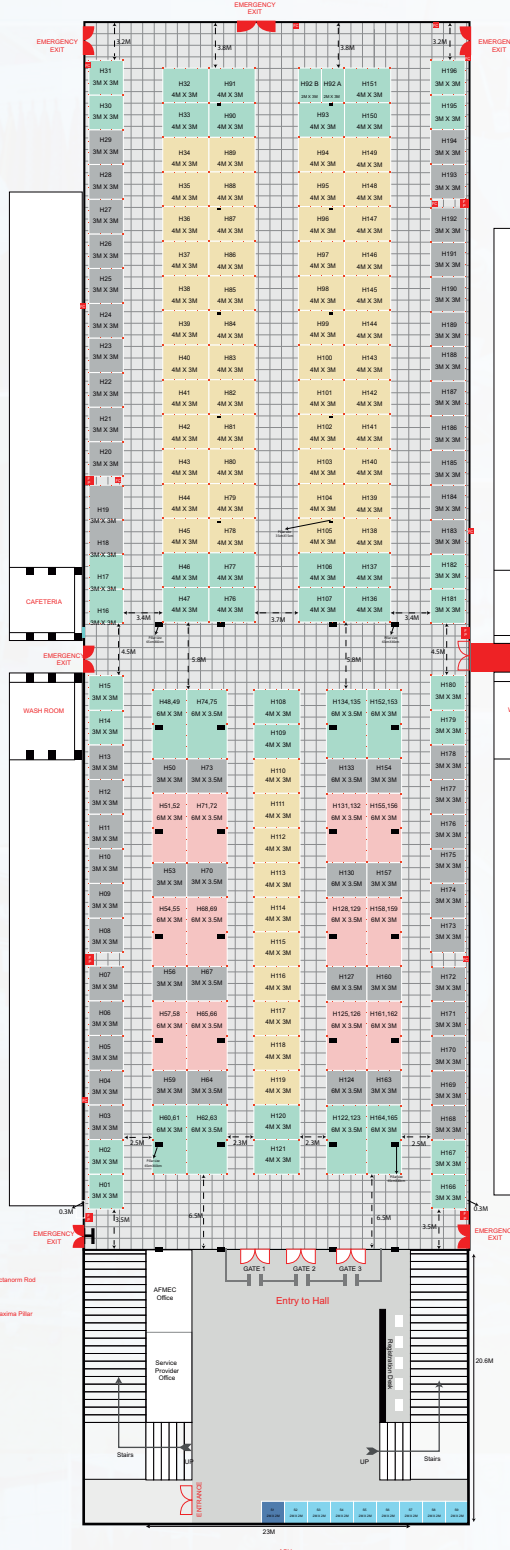 EMERGENCY
EXIT
EMERGENCY
EXIT
EMERGENCY
EXIT
3.2M
3.8M
3.8M
3.2M
H31
3M X 3M
H30
3M X 3M
H29
3M X 3M
H28
3M X 3M
H27
3M X 3M
H26
3M X 3M
H25
3M X 3M
H24
3M X 3M
H23
3M X 3M
H22
3M X 3M
H21
3M X 3M
H20
3M X 3M
H19
3M X 3M
H18
3M X 3M
H17
3M X 3M
H16
3M X 3M
H32
4M X 3M
H33
4M X 3M
H34
4M X 3M
H35
4M X 3M
H36
4M X 3M
H37
4M X 3M
H38
4M X 3M
H39
4M X 3M
H40
4M X 3M
H41
4M X 3M
H42
4M X 3M
H43
4M X 3M
H44
4M X 3M
H45
4M X 3M
H46
4M X 3M
H47
4M X 3M
H91
4M X 3M
H90
4M X 3M
H89
4M X 3M
H88
4M X 3M
H87
4M X 3M
H86
4M X 3M
H85
4M X 3M
H84
4M X 3M
H83
4M X 3M
H82
4M X 3M
H81
4M X 3M
H80
4M X 3M
H79
4M X 3M
H78
4M X 3M
H77
4M X 3M
H76
4M X 3M
H92 B
2M X 3M
H92 A
2M X 3M
H93
4M X 3M
H94
4M X 3M
H95
4M X 3M
H96
4M X 3M
H97
4M X 3M
H98
4M X 3M
H99
4M X 3M
H100
4M X 3M
H101
4M X 3M
H102
4M X 3M
H103
4M X 3M
H104
4M X 3M
H105
4M X 3M
H106
4M X 3M
H107
4M X 3M
H151
4M X 3M
H150
4M X 3M
H149
4M X 3M
H148
4M X 3M
H147
4M X 3M
H146
4M X 3M
H145
4M X 3M
H144
4M X 3M
H143
4M X 3M
H142
4M X 3M
H141
4M X 3M
H140
4M X 3M
H139
4M X 3M
H138
4M X 3M
H137
4M X 3M
H136
4M X 3M
H196
3M X 3M
H195
3M X 3M
H194
3M X 3M
H193
3M X 3M
H192
3M X 3M
H191
3M X 3M
H190
3M X 3M
H189
3M X 3M
H188
3M X 3M
H187
3M X 3M
H186
3M X 3M
H185
3M X 3M
H184
3M X 3M
H183
3M X 3M
H182
3M X 3M
H181
3M X 3M
CAFETERIA
3.4M
3.7M
3.4M
EMERGENCY
EXIT
4.5M
5.8M
5.8M
4.5M
WASH ROOM
H15
3M X 3M
H14
3M X 3M
H13
3M X 3M
H12
3M X 3M
H11
3M X 3M
H10
3M X 3M
H09
3M X 3M
H08
3M X 3M
H07
3M X 3M
H06
3M X 3M
H05
3M X 3M
H04
3M X 3M
H03
3M X 3M
H02
3M X 3M
H01
3M X 3M
H48,49
6M X 3M
H50
3M X 3M
H51,52
6M X 3M
H53
3M X 3M
H54,55
6M X 3M
H56
3M X 3M
H57,58
6M X 3M
H59
3M X 3M
H60,61
6M X 3M
H74,75
6M X 3.5M
H73
3M X 3.5M
H71,72
6M X 3.5M
H70
3M X 3.5M
H68,69
6M X 3.5M
H67
3M X 3.5M
H65,66
6M X 3.5M
H64
3M X 3.5M
H62,63
6M X 3.5M
H108
4M X 3M
H109
4M X 3M
H110
4M X 3M
H111
4M X 3M
H112
4M X 3M
H113
4M X 3M
H114
4M X 3M
H115
4M X 3M
H116
4M X 3M
H117
4M X 3M
H118
4M X 3M
H119
4M X 3M
H120
4M X 3M
H121
4M X 3M
H134,135
6M X 3.5M
H133
6M X 3.5M
H131,132
6M X 3.5M
H130
6M X 3.5M
H128,129
6M X 3.5M
H127
6M X 3.5M
H125,126
6M X 3.5M
H124
6M X 3.5M
H122,123
6M X 3.5M
H152,153
6M X 3M
H154
3M X 3M
H155,156
6M X 3M
H157
3M X 3M
H158,159
6M X 3M
H160
3M X 3M
H161,162
6M X 3M
H163
3M X 3M
H164,165
6M X 3M
H180
3M X 3M
H179
3M X 3M
H178
3M X 3M
H177
3M X 3M
H176
3M X 3M
H175
3M X 3M
H174
3M X 3M
H173
3M X 3M
H172
3M X 3M
H171
3M X 3M
H170
3M X 3M
H169
3M X 3M
H168
3M X 3M
H167
3M X 3M
H166
3M X 3M
2.5M
2.3M
2.3M
2.5M
0.3M
3.5M
6.5M
6.5M
3.5M
0.3M
EMERGENCY
EXIT
EMERGENCY
EXIT
GATE 1
GATE 2
GATE 3
Entry to Hall
AFMEC
Office
Service
Provider
Office
Registration Desk
20.6M
Stairs
UP
UP
Stairs
ENTRANCE
23M
ctanorm Rod
axima Pillar